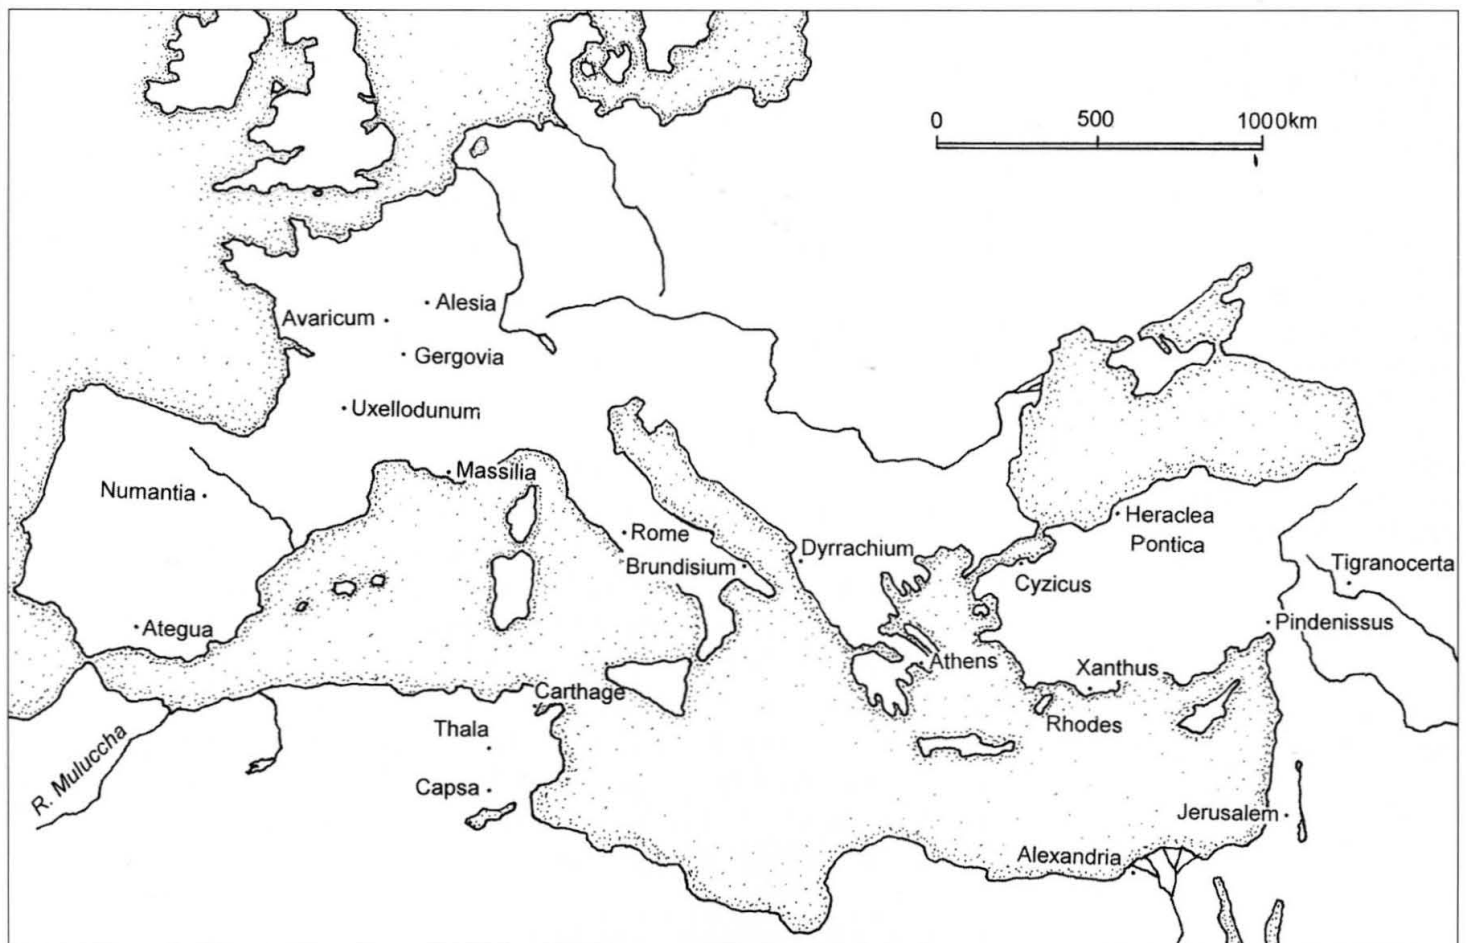 0 500 1000km
Alesia
Avaricum
Gergovia
Uxellodunum
Massilia
Numantia
Heraclea
Pontica
Rome
Dyrrachium
Brundisium
Tigranocerta
Cyzicus
Pindenissus
Ategua
Athens
Xanthus
Carthage
Rhodes
Thala
R. Muluccha
Capsa
Jerusalem
Alexandria